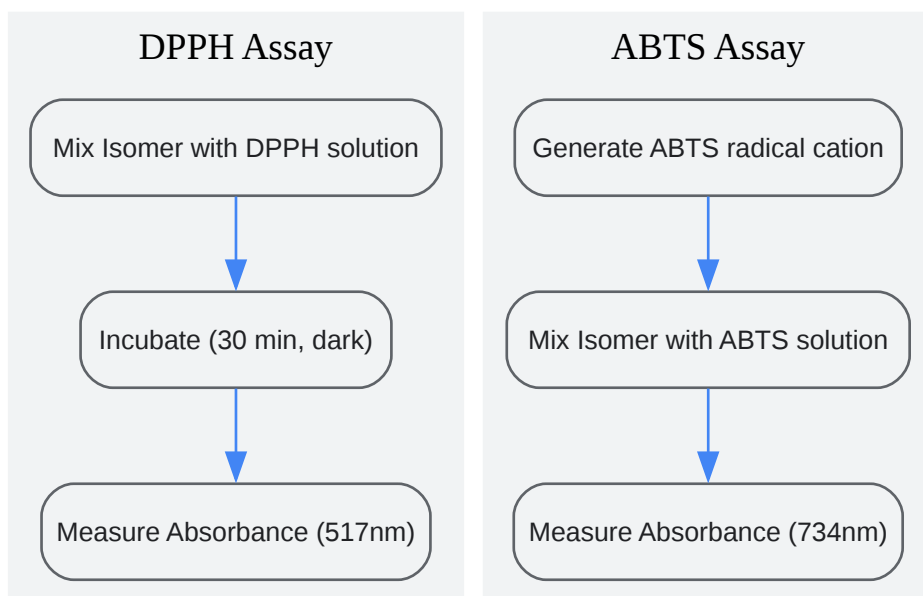 DPPH Assay
Mix Isomer with DPPH solution
Incubate (30 min, dark)
Measure Absorbance (517nm)
ABTS Assay
Generate ABTS radical cation
Mix Isomer with ABTS solution
Measure Absorbance (734nm)